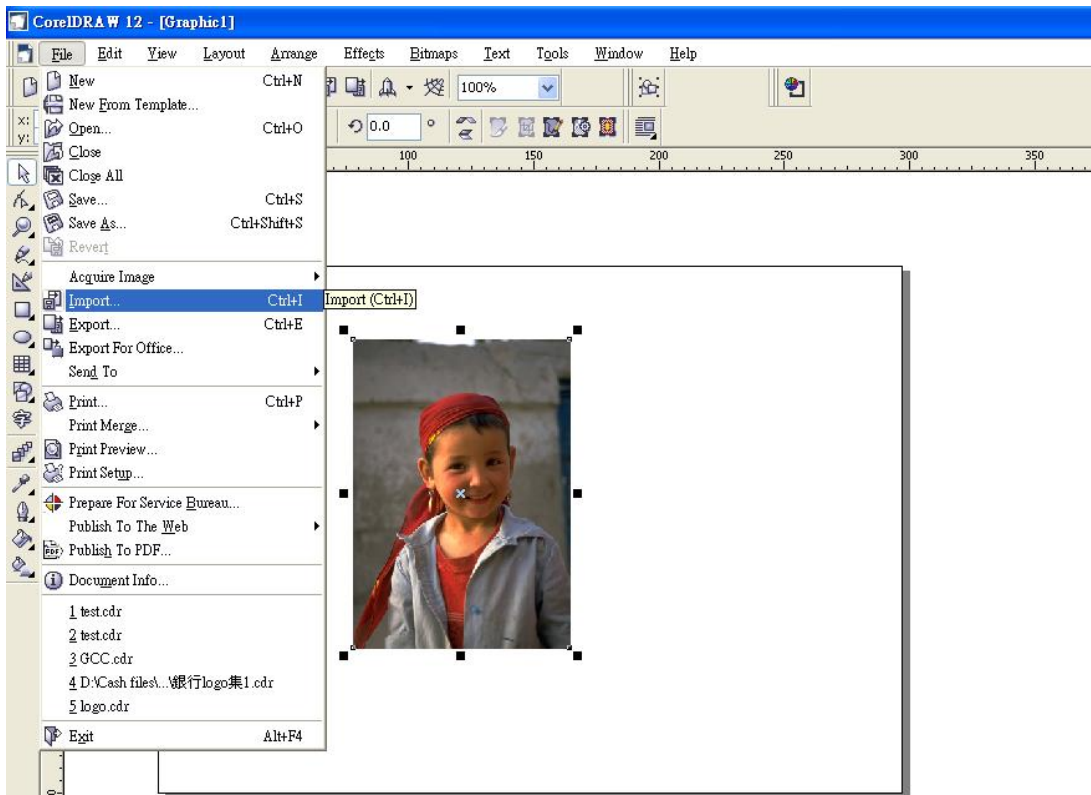 CorelDRAW 12 - [Graphic1]
File Edit View Layout Arrange Effects Bitmaps Text Tools Window Help
New Ctrl+N
100%
New From Template...
x:
Open... Ctrl+O
0.0 °
y:
Close
100 150 200 250 300 350
Close All
Save... Ctrl+S
Save As... Ctrl+Shift+S
Revert
Acquire Image
Import... Ctrl+I
Import (Ctrl+I)
Export... Ctrl+E
Export For Office...
Send To
Print... Ctrl+P
Print Merge...
字
Print Preview...
Print Setup...
Prepare For Service Bureau...
Publish To The Web
PDF
Publish To PDF...
Document Info...
1 test.cdr
2 test.cdr
3 GCC.cdr
4 D:\Cash files\...\銀行logo集1.cdr
5 logo.cdr
Exit Alt+F4